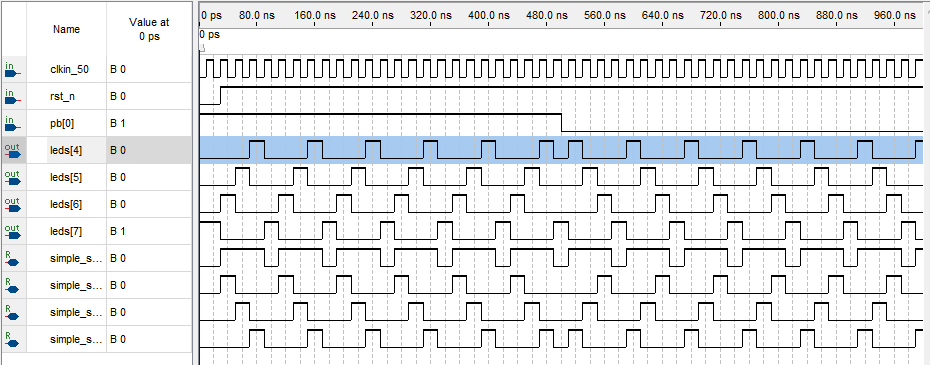 Name
Value at
0 ps
0 ps 80.0 ns 160.0 ns 240.0 ns 320.0 ns 400.0 ns 480.0 ns 560.0 ns 640.0 ns 720.0 ns 800.0 ns 880.0 ns 960.0 ns
0 ps
in clkin_50 B 0
in rst_n B 0
in pb[0] B 1
out leds[4] B 0
out leds[5] B 0
out leds[6] B 0
out leds[7] B 1
R simple_s... B 0
R simple_s... B 0
R simple_s... B 0
R simple_s... B 0